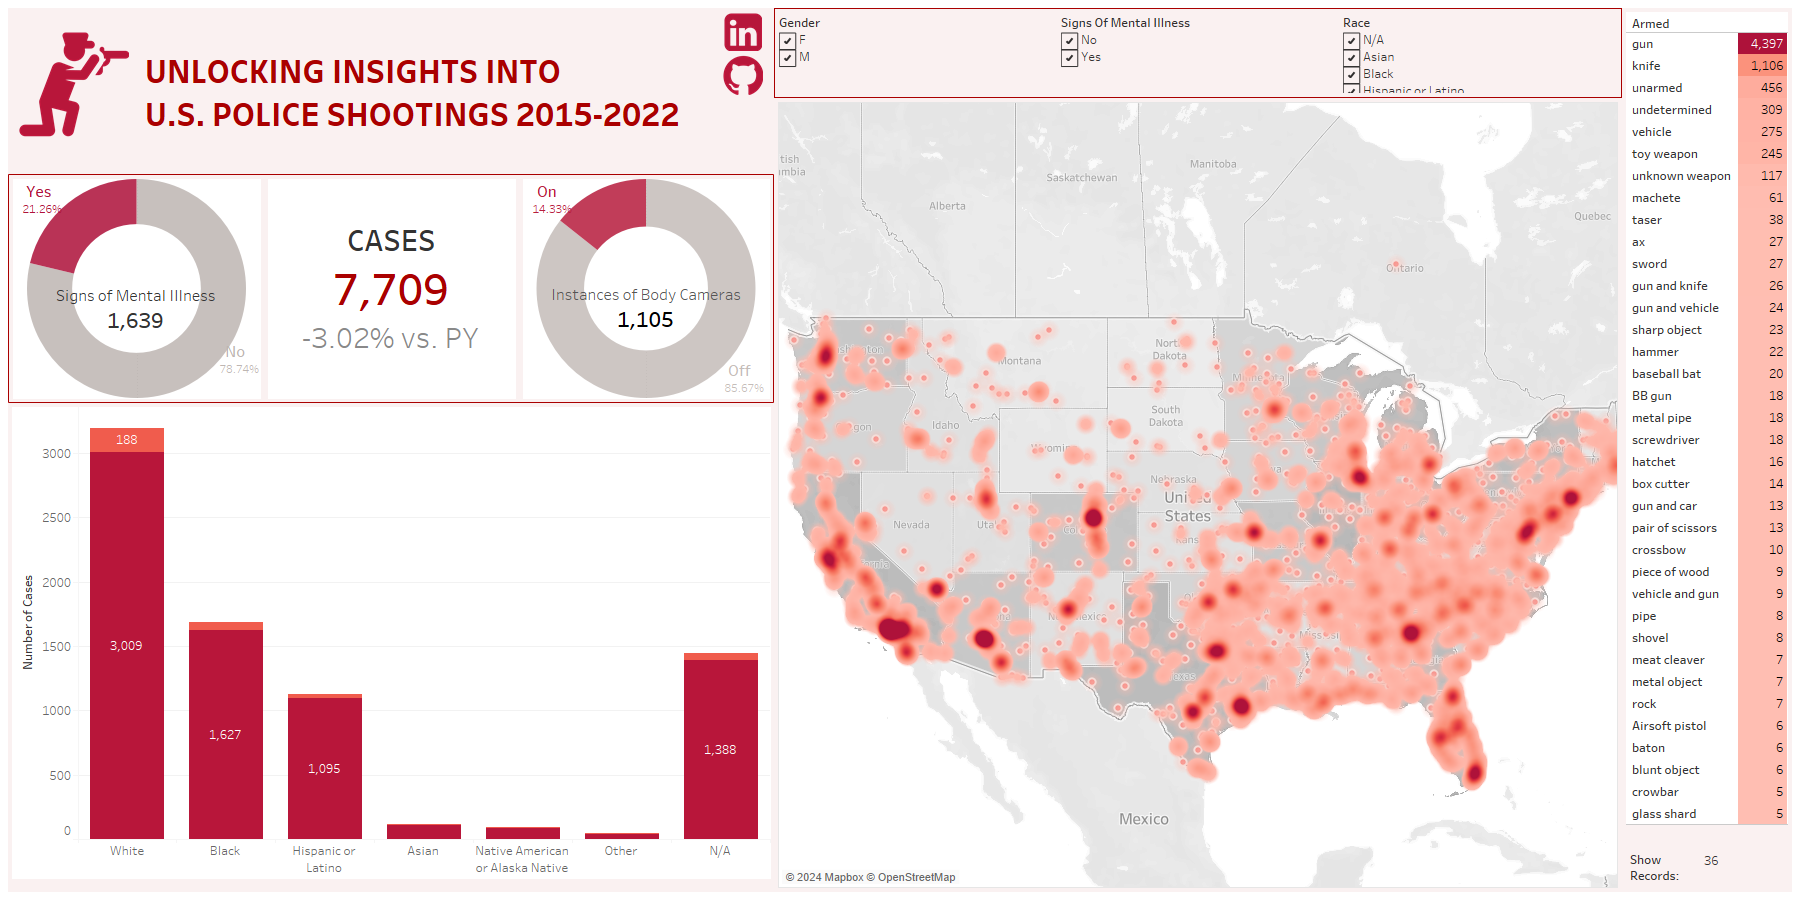 UNLOCKING INSIGHTS INTO
U.S. POLICE SHOOTINGS 2015-2022
in
Gender
F
M
Signs Of Mental Illness
No
Yes
Race
N/A
Asian
Black
Hispanic or Latino
Yes
21.26%
Signs of Mental Illness
1,639
No
78.74%
CASES
7,709
-3.02% vs. PY
On
14.33%
Instances of Body Cameras
1,105
Off
85.67%
Number of Cases
3000
2500
2000
1500
1000
500
0
188
3,009
1,627
1,095
1,388
White
Black
Hispanic or
Latino
Asian
Native American
or Alaska Native
Other
N/A
Alberta
Saskatchewan
Manitoba
Ontario
Quebec
Montana
North
Dakota
South
Dakota
Idaho
Nevada
Nebraska
United
States
Mexico
© 2024 Mapbox © OpenStreetMap
Armed
gun 4,397
knife 1,106
unarmed 456
undetermined 309
vehicle 275
toy weapon 245
unknown weapon 117
machete 61
taser 38
ax 27
sword 27
gun and knife 26
gun and vehicle 24
sharp object 23
hammer 22
baseball bat 20
BB gun 18
metal pipe 18
screwdriver 18
hatchet 16
box cutter 14
gun and car 13
pair of scissors 13
crossbow 10
piece of wood 9
vehicle and gun 9
pipe 8
shovel 8
meat cleaver 7
metal object 7
rock 7
Airsoft pistol 6
baton 6
blunt object 6
crowbar 5
glass shard 5
Show
Records:
36